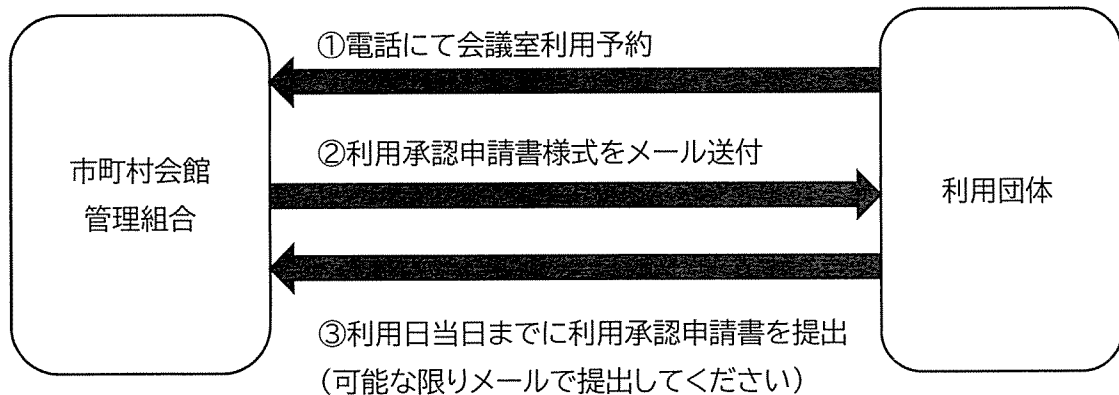 ①電話にて会議室利用予約
②利用承認申請書様式をメール送付
市町村会館
管理組合
利用団体
③利用日当日までに利用承認申請書を提出
（可能な限りメールで提出してください）